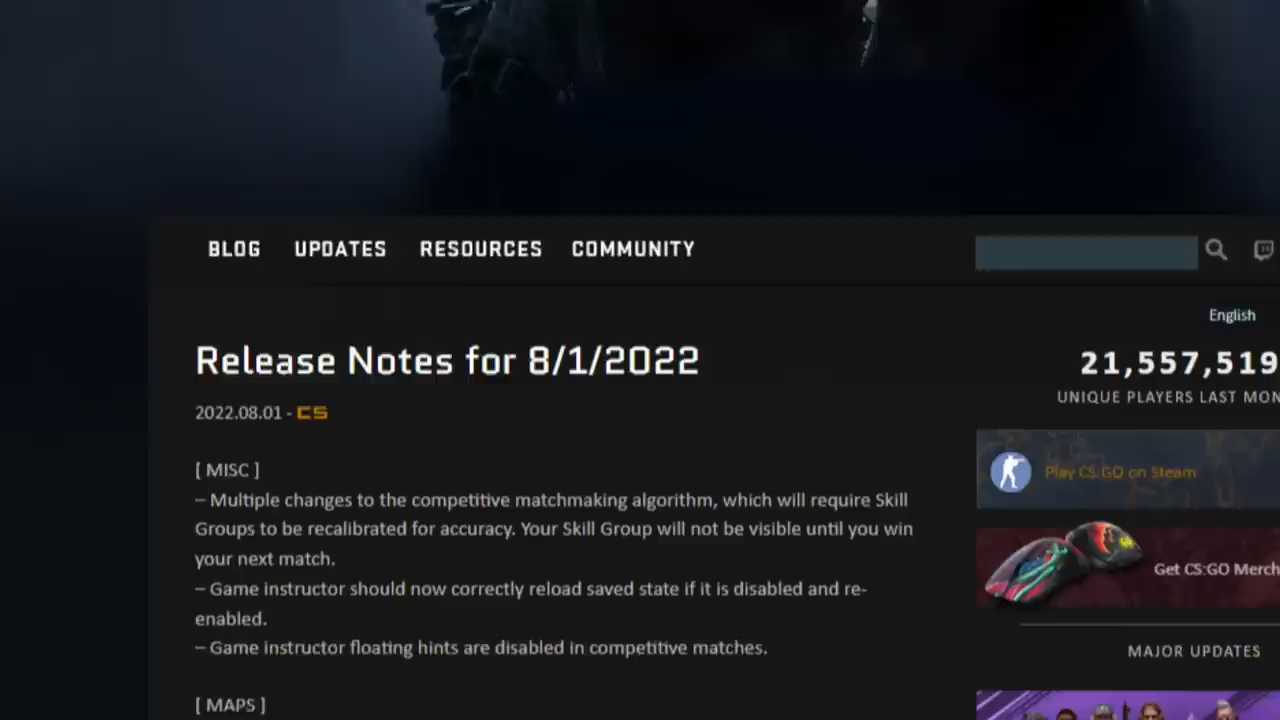 BLOG UPDATES RESOURCES COMMUNITY
English
Release Notes for 8/1/2022
21,557,519
UNIQUE PLAYERS LAST MON
2022.08.01 - CS
[ MISC ]
– Multiple changes to the competitive matchmaking algorithm, which will require Skill
Groups to be recalibrated for accuracy. Your Skill Group will not be visible until you win
your next match.
– Game instructor should now correctly reload saved state if it is disabled and re-
enabled.
– Game instructor floating hints are disabled in competitive matches.
[ MAPS ]
Play CS:GO on Steam
Get CS:GO Merch
MAJOR UPDATES